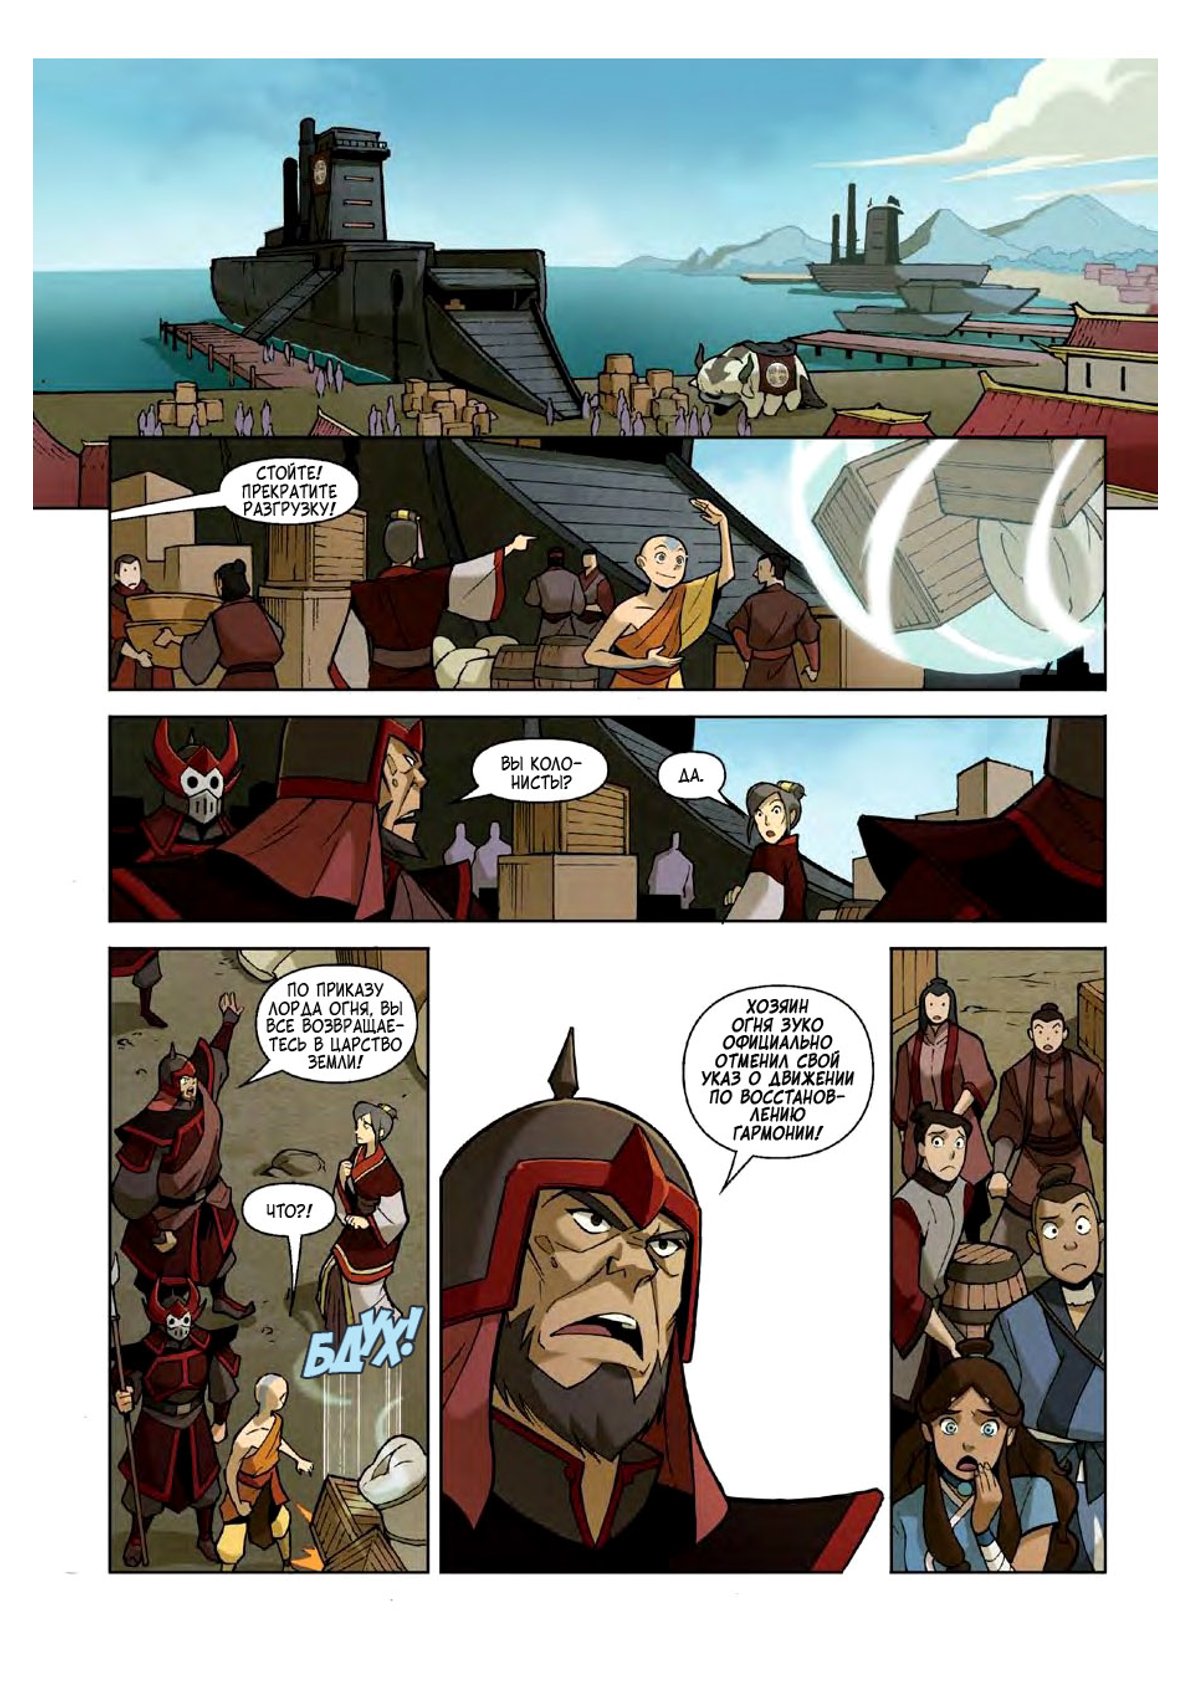 СТОЙТЕ!
ПРЕКРАТИТЕ
РАЗГРУЗКУ!
ВЫ КОЛО-
НИСТЫ?
ДА.
ПО ПРИКАЗУ
ЛОРДА ОГНЯ, ВЫ
ВСЕ ВОЗВРАЩАЕ-
ТЕСЬ В ЦАРСТВО
ЗЕМЛИ!
ЧТО?!
БДУХ!
ХОЗЯИН
ОГНЯ ЗУКО
ОФИЦИАЛЬНО
ОТМЕНИЛ СВОЙ
УКАЗ О ДВИЖЕНИИ
ПО ВОССТАНОВ-
ЛЕНИЮ
ГАРМОНИИ!